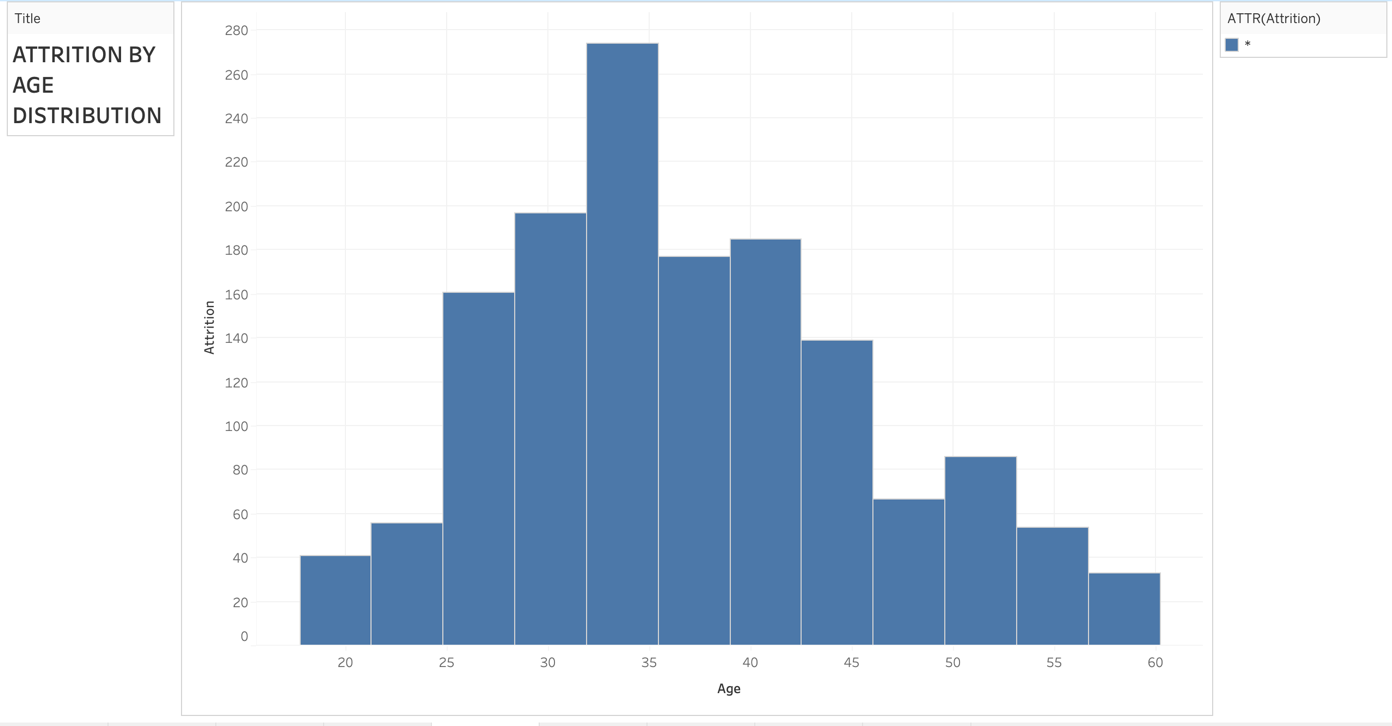 Title
ATTRITION BY
AGE
DISTRIBUTION
280
260
240
220
200
180
160
140
120
100
80
60
40
20
0
Attrition
20 25 30 35 40 45 50 55 60
Age
ATTR(Attrition)
*